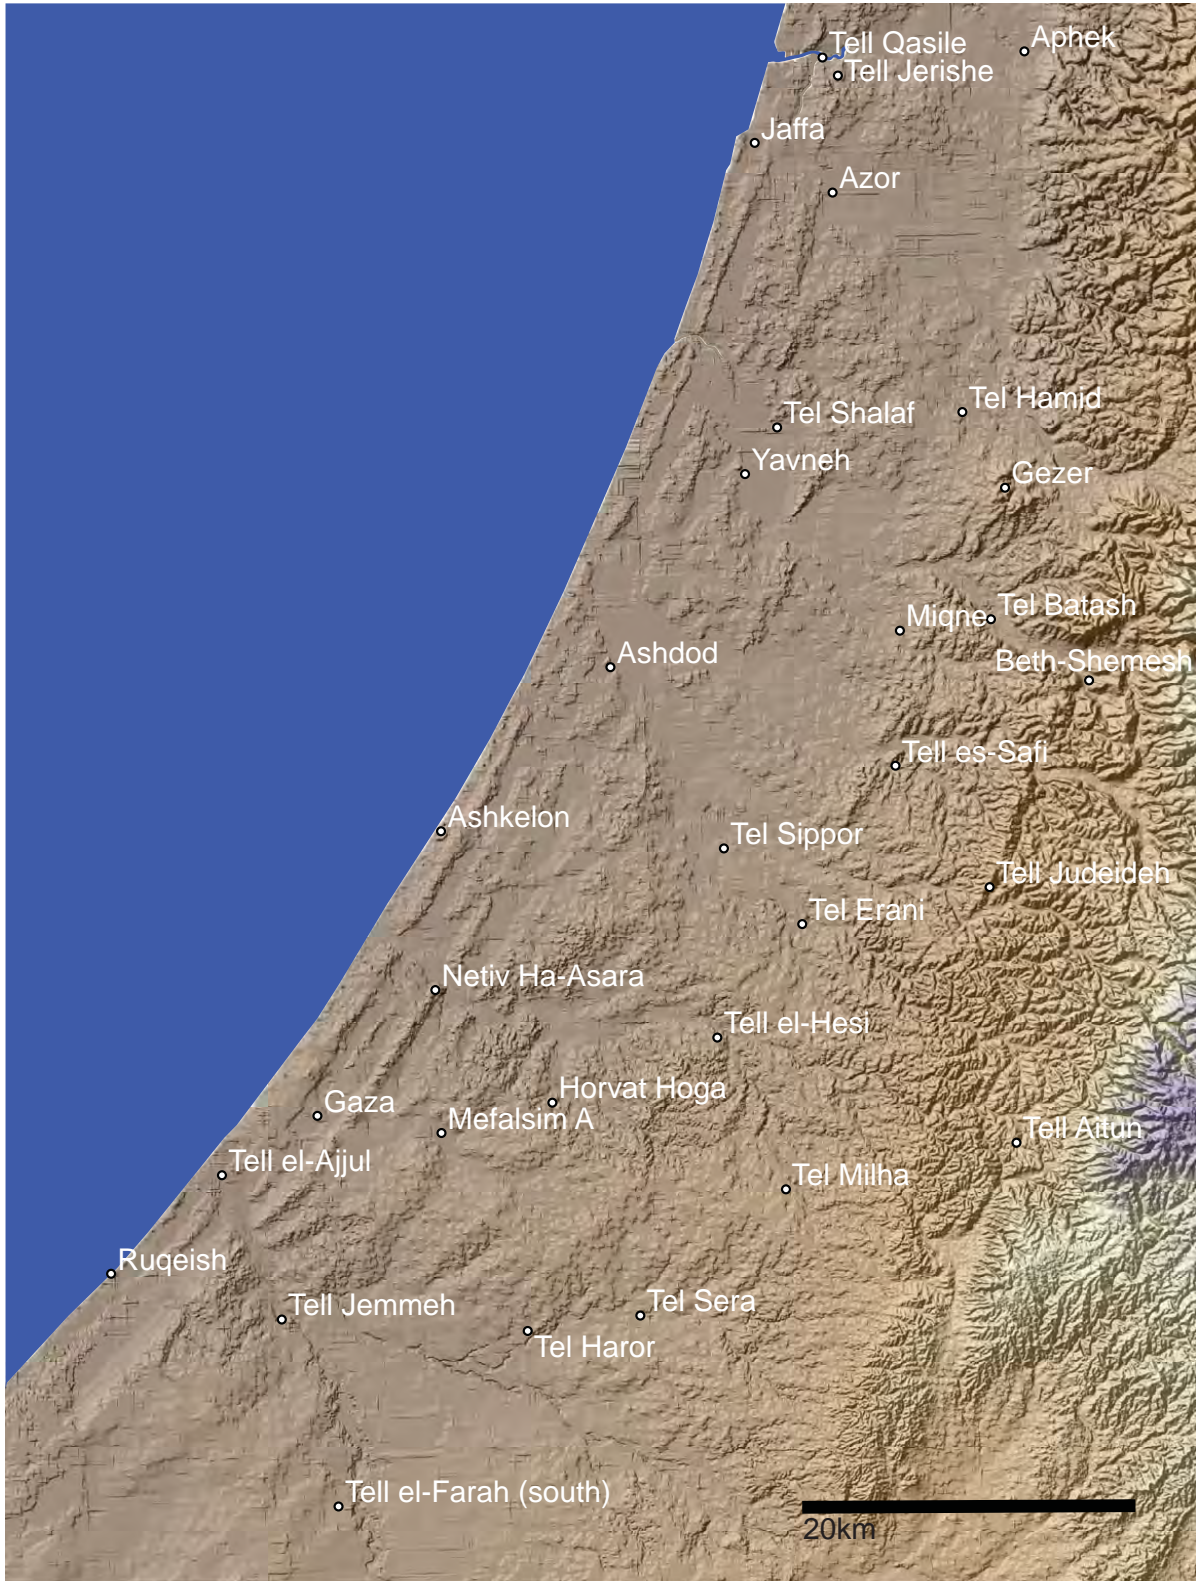 Tell Qasile
Aphek
Tell Jerishe
Jaffa
Azor
Tel Hamid
Tel Shalaf
Yavneh
Gezer
Tel Batash
Miqne
Ashdod
Beth-Shemesh
Tell es-Safi
Ashkelon
Tel Sippor
Tell Judeideh
Tel Erani
Netiv Ha-Asara
Tell el-Hesi
Horvat Hoga
Gaza
Mefalsim A
Tell Aitun
Tell el-Ajjul
Tel Milha
Ruqeish
Tell Jemmeh
Tel Sera
Tel Haror
Tell el-Farah (south)
20km